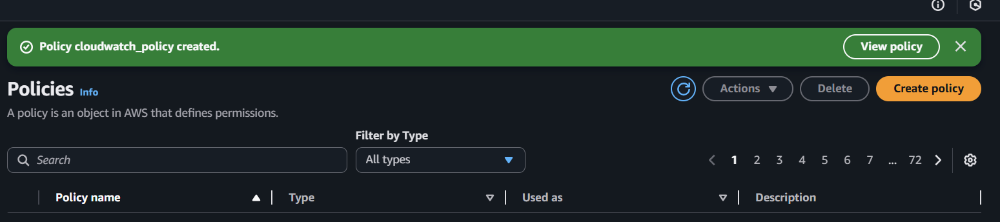 Policy cloudwatch_policy created.
View policy
Policies Info
Actions
Delete
Create policy
A policy is an object in AWS that defines permissions.
Filter by Type
Search
All types
1 2 3 4 5 6 7 ... 72
Policy name
Type
Used as
Description